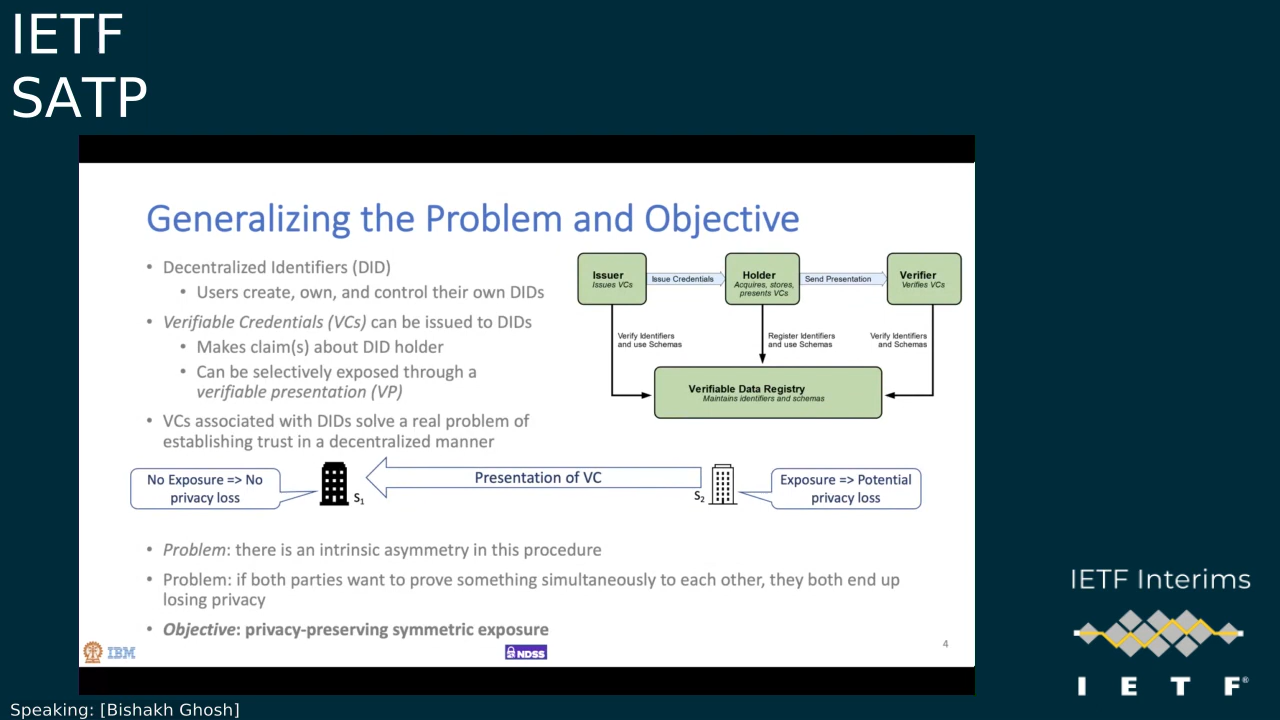 IETF
SATP
Generalizing the Problem and Objective
• Decentralized Identifiers (DID)
• Users create, own, and control their own DIDs
• Verifiable Credentials (VCs) can be issued to DIDs
• Makes claim(s) about DID holder
• Can be selectively exposed through a
verifiable presentation (VP)
• VCs associated with DIDs solve a real problem of
establishing trust in a decentralized manner
Issuer
Issues VCs
Issue Credentials
Holder
Acquires, stores,
presents VCs
Send Presentation
Verifier
Verifies VCs
Verify Identifiers
and use Schemas
Register Identifiers
and use Schemas
Verify Identifiers
and Schemas
Verifiable Data Registry
Maintains identifiers and schemas
No Exposure => No
privacy loss
S1
Presentation of VC
S2
Exposure => Potential
privacy loss
• Problem: there is an intrinsic asymmetry in this procedure
• Problem: if both parties want to prove something simultaneously to each other, they both end up
losing privacy
• Objective: privacy-preserving symmetric exposure
IBM
NDSS
4
IETF Interims
I E T F®
Speaking: [Bishakh Ghosh]